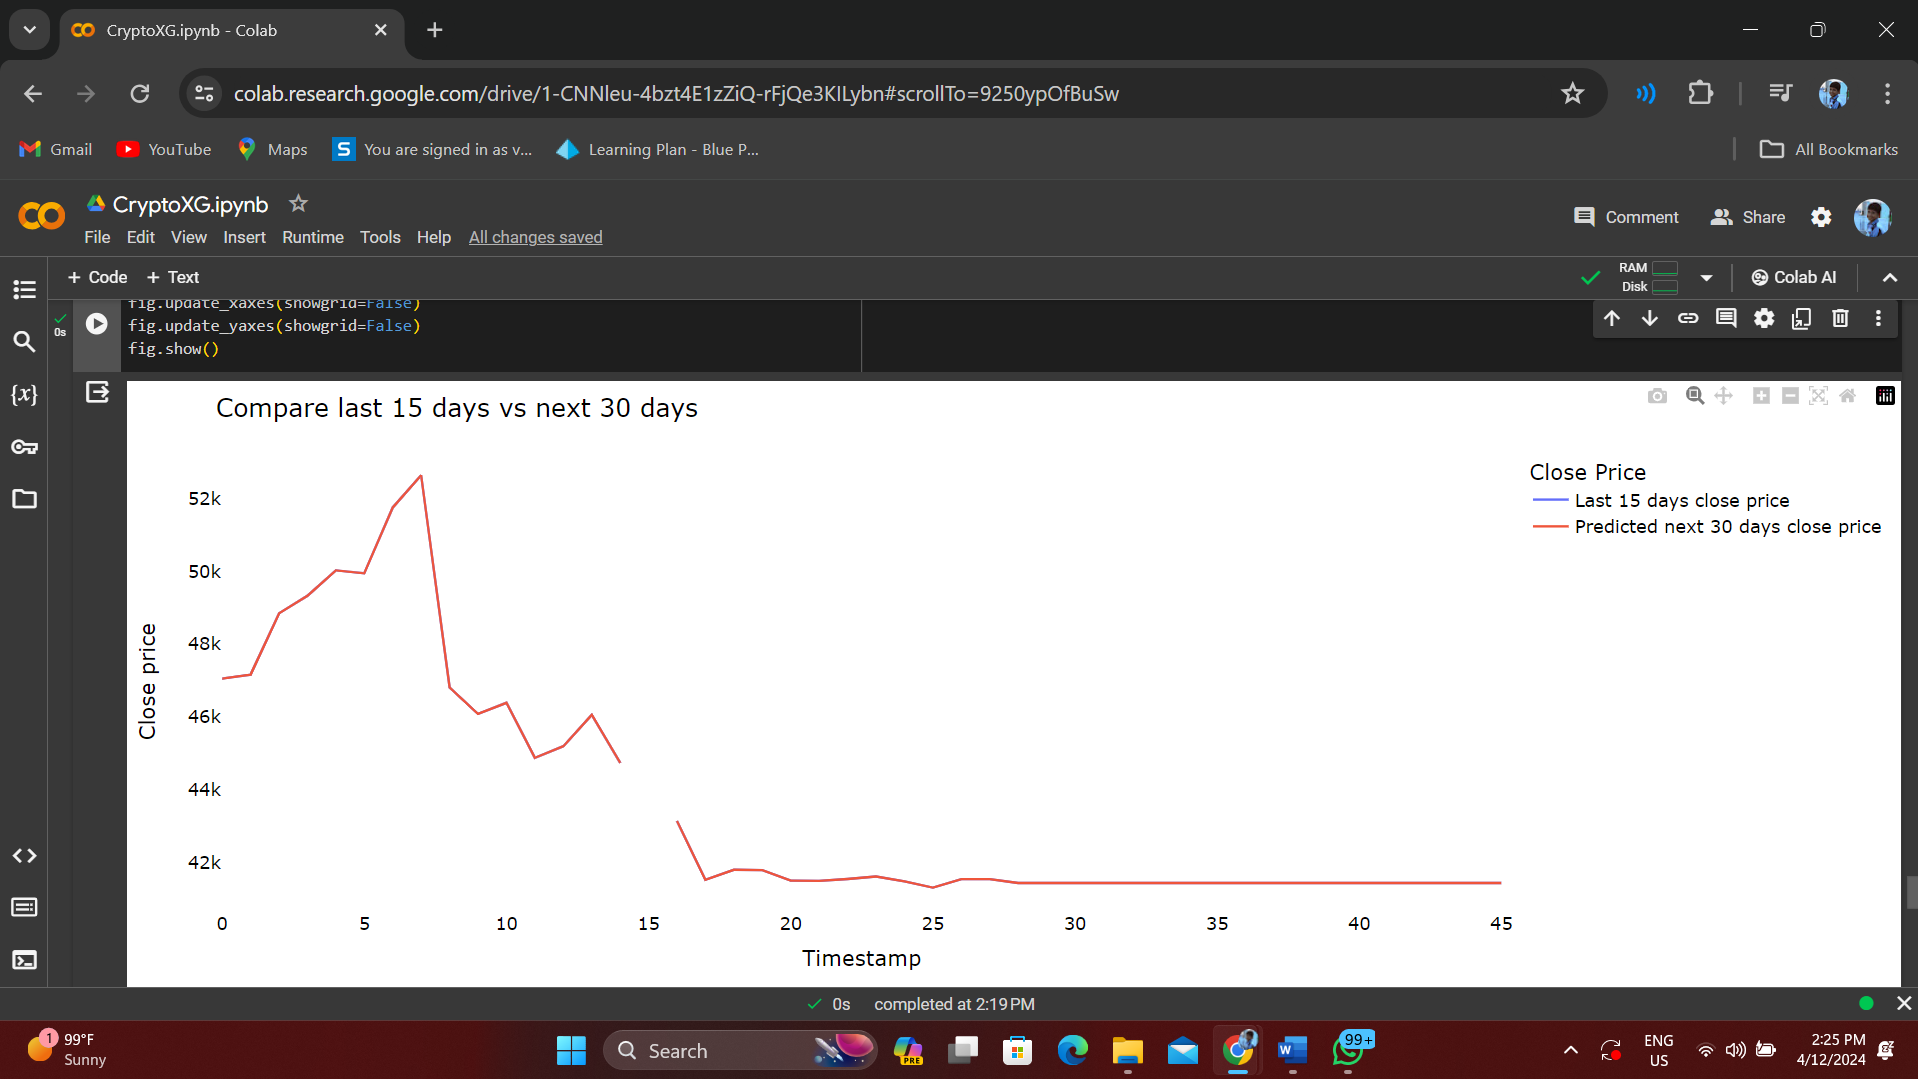 CryptoXG.ipynb - Colab
colab.research.google.com/drive/1-CNNleu-4bzt4E1zZiQ-rFjQe3KILybn#scrollTo=9250ypOfBuSw
Gmail YouTube Maps S You are signed in as v... Learning Plan - Blue P... All Bookmarks
CryptoXG.ipynb
File Edit View Insert Runtime Tools Help All changes saved
Comment Share
+ Code + Text
RAM
Disk
Colab AI
0s
fig.update_xaxes(showgrid=False)
fig.update_yaxes(showgrid=False)
fig.show()
{x}
Compare last 15 days vs next 30 days
Close Price
Last 15 days close price
Predicted next 30 days close price
52k
50k
48k
46k
44k
42k
Close price
0 5 10 15 20 25 30 35 40 45
Timestamp
0s completed at 2:19 PM
1
99°F
Sunny
Search
PRE
W
99+
ENG
US
2:25 PM
4/12/2024